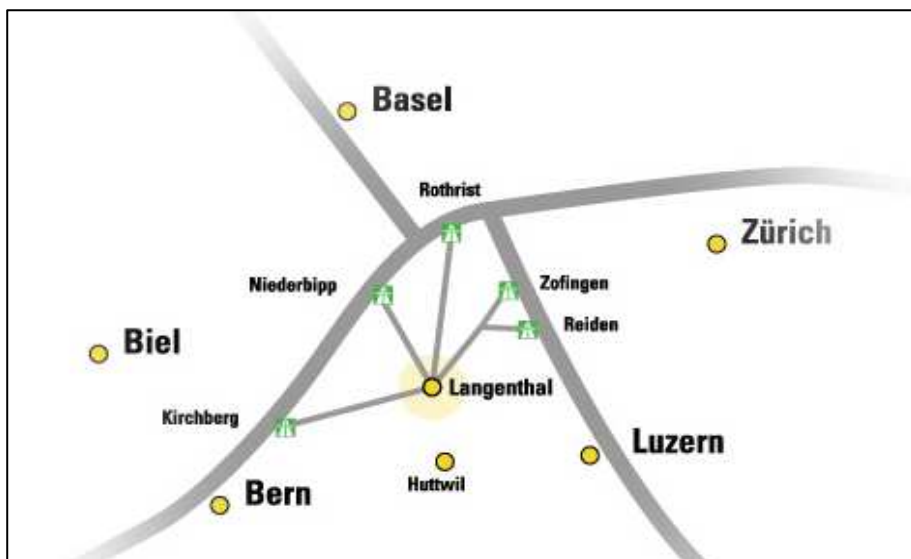 Basel
Rothrist
Zürich
Niederbipp
Zofingen
Reiden
Biel
Langenthal
Kirchberg
Luzern
Huttwil
Bern